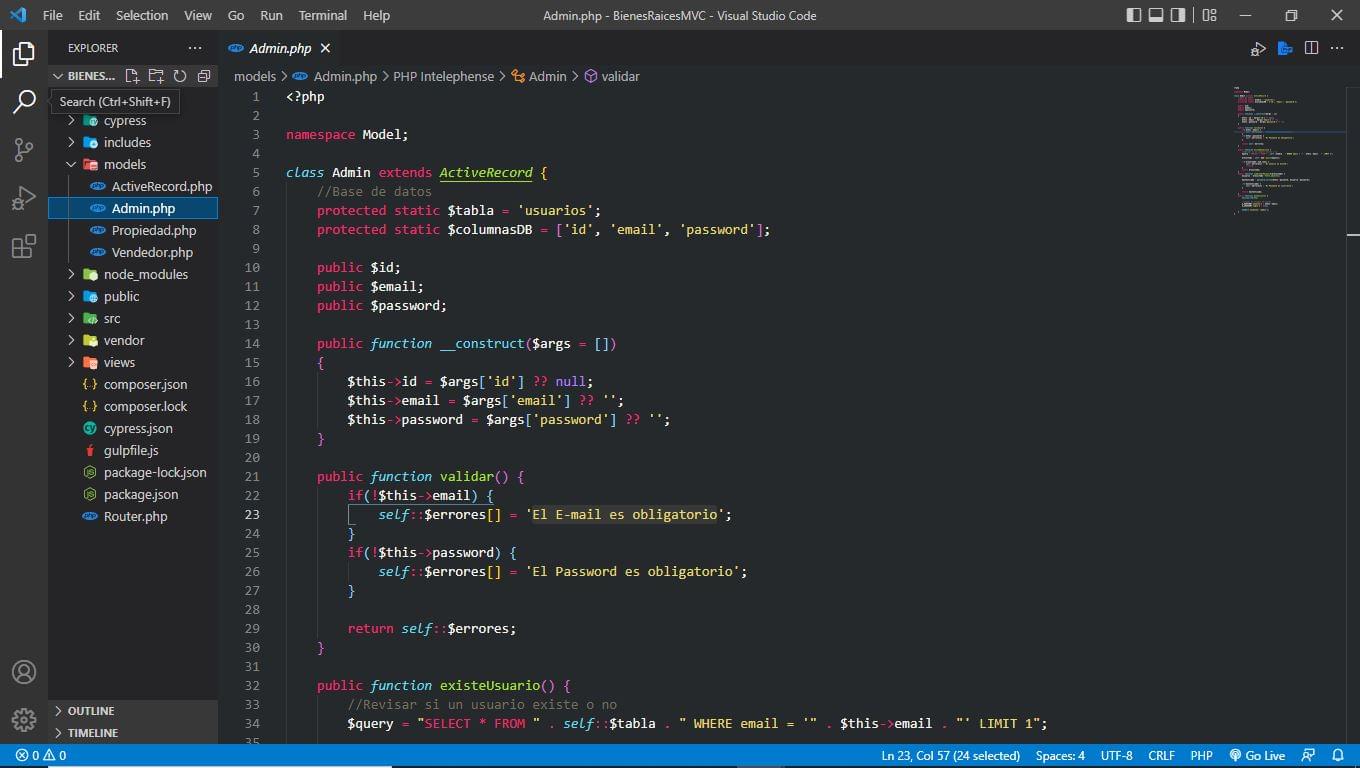 File Edit Selection View Go Run Terminal Help Admin.php - BienesRaicesMVC - Visual Studio Code
EXPLORER ...
BIENES...
Search (Ctrl+Shift+F)
cypress
includes
models
ActiveRecord.php
Admin.php
Propiedad.php
Vendedor.php
node_modules
public
src
vendor
views
composer.json
composer.lock
cypress.json
gulpfile.js
package-lock.json
package.json
Router.php
OUTLINE
TIMELINE
Admin.php
models > Admin.php > PHP Intelephense > Admin > validar
1 <?php
2
3 namespace Model;
4
5 class Admin extends ActiveRecord {
6 //Base de datos
7 protected static $tabla = 'usuarios';
8 protected static $columnasDB = ['id', 'email', 'password'];
9
10 public $id;
11 public $email;
12 public $password;
13
14 public function __construct($args = [])
15 {
16 $this->id = $args['id'] ?? null;
17 $this->email = $args['email'] ?? '';
18 $this->password = $args['password'] ?? '';
19 }
20
21 public function validar() {
22 if(!$this->email) {
23 self::$errores[] = 'El E-mail es obligatorio';
24 }
25 if(!$this->password) {
26 self::$errores[] = 'El Password es obligatorio';
27 }
28
29 return self::$errores;
30 }
31
32 public function existeUsuario() {
33 //Revisar si un usuario existe o no
34 $query = "SELECT * FROM " . self::$tabla . " WHERE email = '" . $this->email . "' LIMIT 1";
35
0 0 Ln 23, Col 57 (24 selected) Spaces: 4 UTF-8 CRLF PHP Go Live